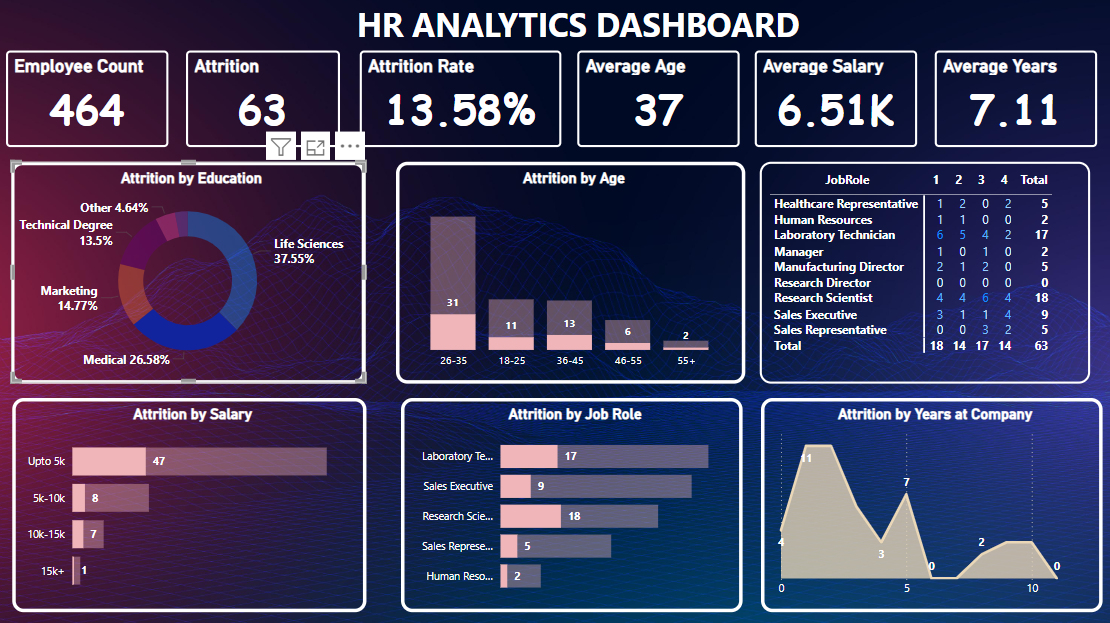 HR ANALYTICS DASHBOARD
Employee Count
464
Attrition
63
Attrition Rate
13.58%
Average Age
37
Average Salary
6.51K
Average Years
7.11
Attrition by Education
Other 4.64%
Technical Degree
13.5%
Life Sciences
37.55%
Marketing
14.77%
Medical 26.58%
Attrition by Age
31
11
13
6
2
26-35
18-25
36-45
46-55
55+
JobRole 1 2 3 4 Total
Healthcare Representative 1 2 0 2 5
Human Resources 1 1 0 0 2
Laboratory Technician 6 5 4 2 17
Manager 1 0 1 0 2
Manufacturing Director 2 1 2 0 5
Research Director 0 0 0 0 0
Research Scientist 4 4 6 4 18
Sales Executive 3 1 1 4 9
Sales Representative 0 0 3 2 5
Total 18 14 17 14 63
Attrition by Salary
Upto 5k 47
5k-10k 8
10k-15k 7
15k+ 1
Attrition by Job Role
Laboratory Te... 17
Sales Executive 9
Research Scie... 18
Sales Represe... 5
Human Reso... 2
Attrition by Years at Company
11
7
4
3
2
0
0
0 5 10